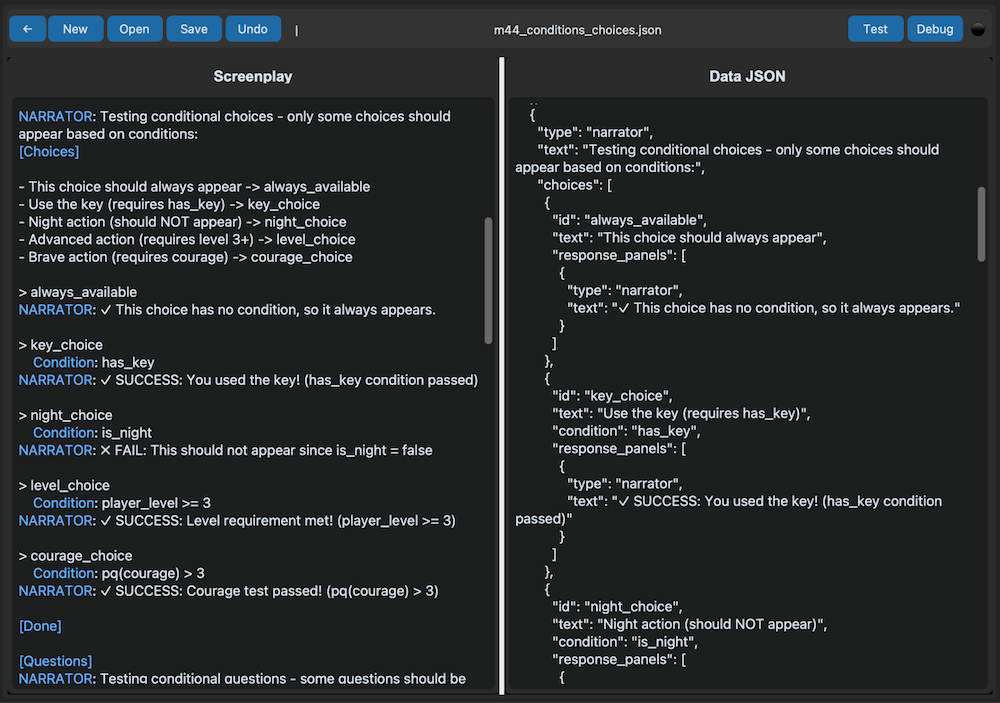 ← New Open Save Undo | m44_conditions_choices.json Test Debug
Screenplay
NARRATOR: Testing conditional choices - only some choices should
appear based on conditions:
[Choices]
- This choice should always appear -> always_available
- Use the key (requires has_key) -> key_choice
- Night action (should NOT appear) -> night_choice
- Advanced action (requires level 3+) -> level_choice
- Brave action (requires courage) -> courage_choice
> always_available
NARRATOR: ✓ This choice has no condition, so it always appears.
> key_choice
Condition: has_key
NARRATOR: ✓ SUCCESS: You used the key! (has_key condition passed)
> night_choice
Condition: is_night
NARRATOR: ✕ FAIL: This should not appear since is_night = false
> level_choice
Condition: player_level >= 3
NARRATOR: ✓ SUCCESS: Level requirement met! (player_level >= 3)
> courage_choice
Condition: pq(courage) > 3
NARRATOR: ✓ SUCCESS: Courage test passed! (pq(courage) > 3)
[Done]
[Questions]
NARRATOR: Testing conditional questions - some questions should be
Data JSON
{
"type": "narrator",
"text": "Testing conditional choices - only some choices should
appear based on conditions:",
"choices": [
{
"id": "always_available",
"text": "This choice should always appear",
"response_panels": [
{
"type": "narrator",
"text": "✓ This choice has no condition, so it always appears."
}
]
},
{
"id": "key_choice",
"text": "Use the key (requires has_key)",
"condition": "has_key",
"response_panels": [
{
"type": "narrator",
"text": "✓ SUCCESS: You used the key! (has_key condition
passed)"
}
]
},
{
"id": "night_choice",
"text": "Night action (should NOT appear)",
"condition": "is_night",
"response_panels": [
{